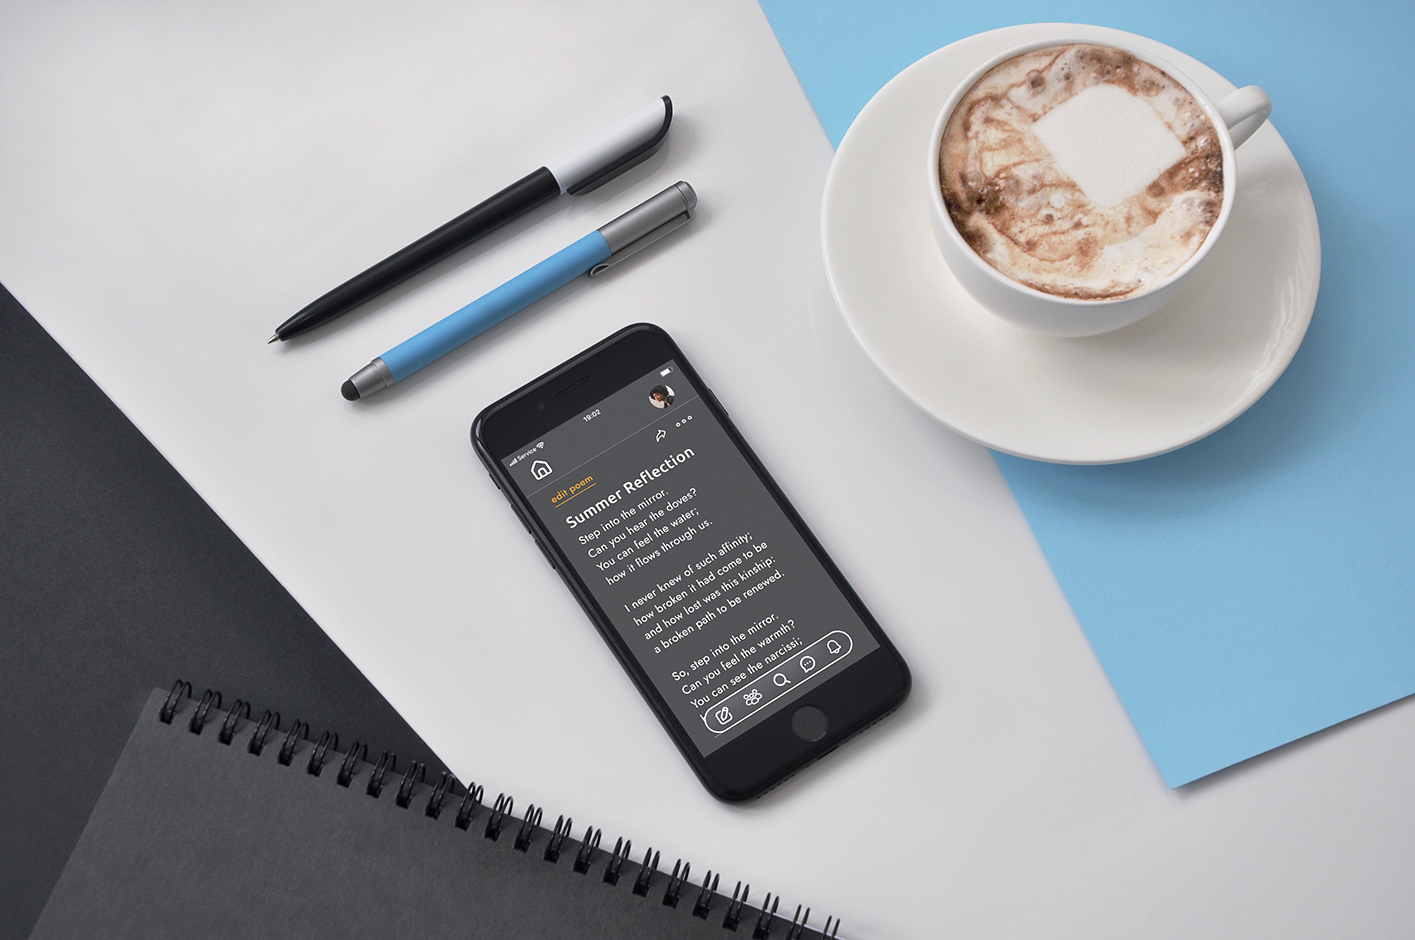 Service
19:02
edit poem
Summer Reflection
Step into the mirror.
Can you hear the doves?
You can feel the water;
how it flows through us.
I never knew of such affinity;
how broken it had come to be
and how lost was this kinship:
a broken path to be renewed.
So, step into the mirror.
Can you feel the warmth?
You can see the narcissi;